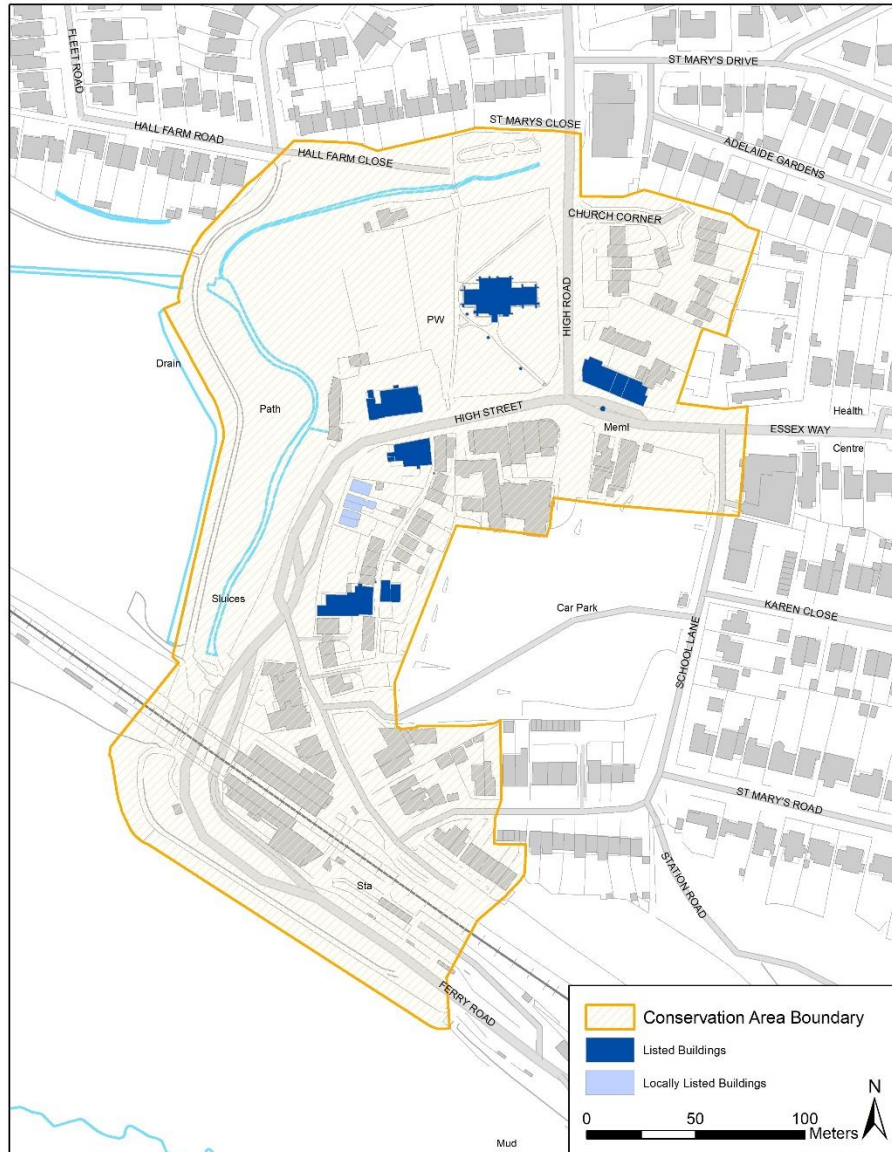 FLEET ROAD
ST MARY'S DRIVE
ST MARYS CLOSE
HALL FARM ROAD
HALL FARM CLOSE
ADELAIDE GARDENS
CHURCH CORNER
HIGH ROAD
PW
Drain
Path
HIGH STREET
Meml
Health
ESSEX WAY
Centre
Sluices
Car Park
KAREN CLOSE
SCHOOL LANE
ST MARY'S ROAD
STATION ROAD
Sta
FERRY ROAD
Mud
Conservation Area Boundary
Listed Buildings
Locally Listed Buildings
N
0 50 100
Meters